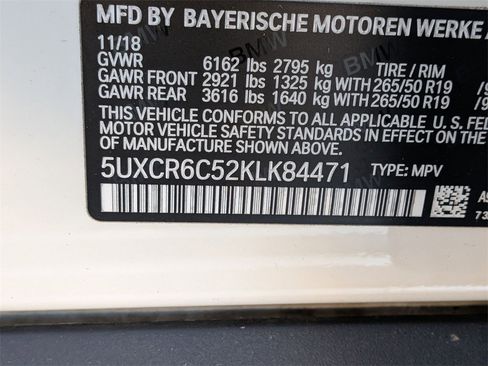 MFD BY BAYERISCHE MOTOREN WERKE
11/18
GVWR 6162 lbs 2795 kg TIRE / RIM
GAWR FRONT 2921 lbs 1325 kg 265/50 R19
GAWR REAR 3616 lbs 1640 kg 265/50 R19
THIS VEHICLE CONFORMS TO ALL APPLICABLE U.S. FED
MOTOR VEHICLE SAFETY STANDARDS IN EFFECT ON THE
OF MANUFACTURE SHOWN ABOVE.
5UXCR6C52KLK84471 TYPE: MPV